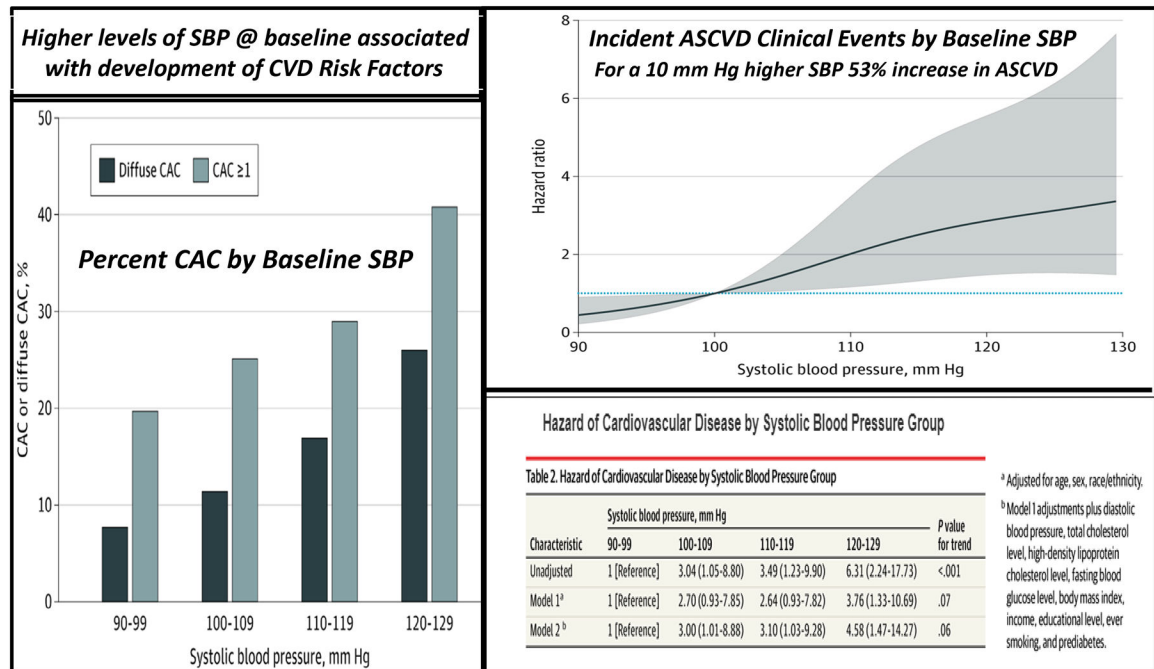 Higher levels of SBP @ baseline associated
with development of CVD Risk Factors
50
40
30
20
10
0
CAC or diffuse CAC, %
Diffuse CAC
CAC ≥1
Percent CAC by Baseline SBP
90-99
100-109
110-119
120-129
Systolic blood pressure, mm Hg
Incident ASCVD Clinical Events by Baseline SBP
For a 10 mm Hg higher SBP 53% increase in ASCVD
8
6
4
2
0
Hazard ratio
90
100
110
120
130
Systolic blood pressure, mm Hg
Hazard of Cardiovascular Disease by Systolic Blood Pressure Group
Table 2. Hazard of Cardiovascular Disease by Systolic Blood Pressure Group
Systolic blood pressure, mm Hg
P value
for trend
Characteristic 90-99 100-109 110-119 120-129
Unadjusted 1 [Reference] 3.04 (1.05-8.80) 3.49 (1.23-9.90) 6.31 (2.24-17.73) <.001
Model 1a 1 [Reference] 2.70 (0.93-7.85) 2.64 (0.93-7.82) 3.76 (1.33-10.69) .07
Model 2 b 1 [Reference] 3.00 (1.01-8.88) 3.10 (1.03-9.28) 4.58 (1.47-14.27) .06
a Adjusted for age, sex, race/ethnicity.
b Model 1 adjustments plus diastolic
blood pressure, total cholesterol
level, high-density lipoprotein
cholesterol level, fasting blood
glucose level, body mass index,
income, educational level, ever
smoking, and prediabetes.